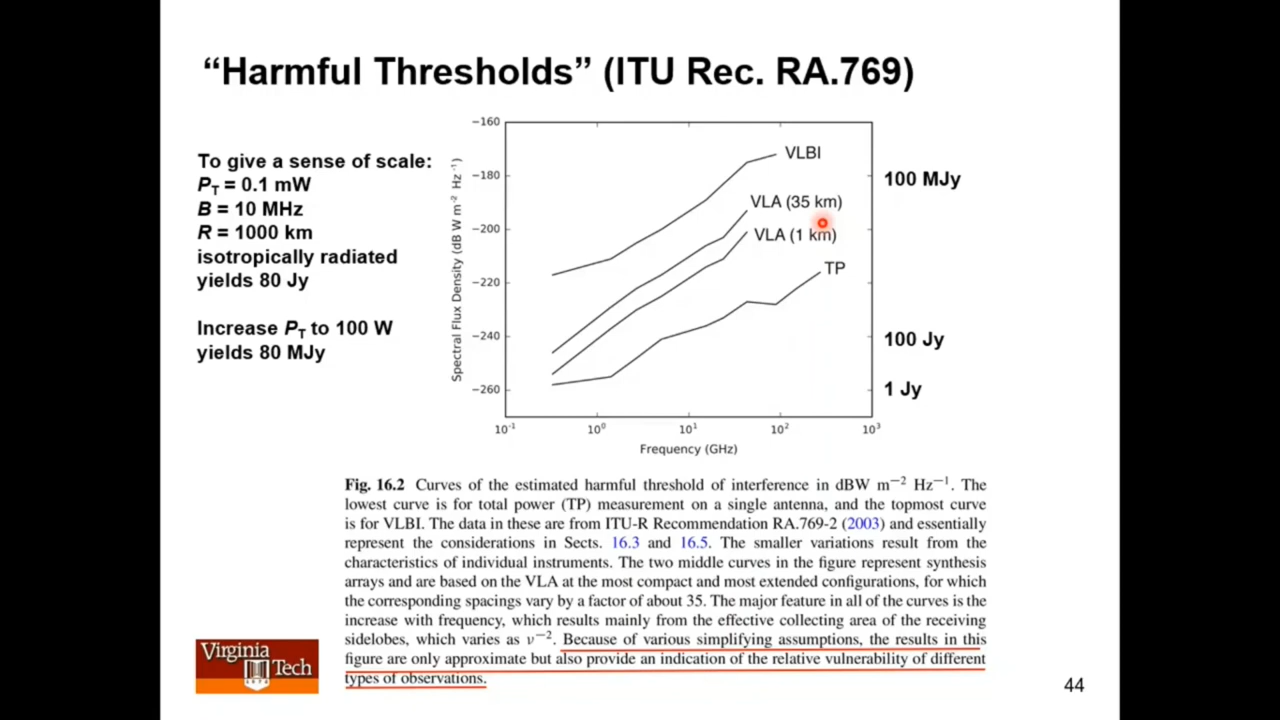 “Harmful Thresholds” (ITU Rec. RA.769)
To give a sense of scale:
P_T = 0.1 mW
B = 10 MHz
R = 1000 km
isotropically radiated
yields 80 Jy
Increase P_T to 100 W
yields 80 MJy
Spectral Flux Density (dB W m⁻² Hz⁻¹)
−160
−180
−200
−220
−240
−260
VLBI
VLA (35 km)
VLA (1 km)
TP
10⁻¹
10⁰
10¹
10²
10³
Frequency (GHz)
100 MJy
100 Jy
1 Jy
Fig. 16.2 Curves of the estimated harmful threshold of interference in dBW m⁻² Hz⁻¹. The
lowest curve is for total power (TP) measurement on a single antenna, and the topmost curve
is for VLBI. The data in these are from ITU-R Recommendation RA.769-2 (2003) and essentially
represent the considerations in Sects. 16.3 and 16.5. The smaller variations result from the
characteristics of individual instruments. The two middle curves in the figure represent synthesis
arrays and are based on the VLA at the most compact and most extended configurations, for which
the corresponding spacings vary by a factor of about 35. The major feature in all of the curves is the
increase with frequency, which results mainly from the effective collecting area of the receiving
sidelobes, which varies as ν⁻². Because of various simplifying assumptions, the results in this
figure are only approximate but also provide an indication of the relative vulnerability of different
types of observations.
Virginia
Tech
44